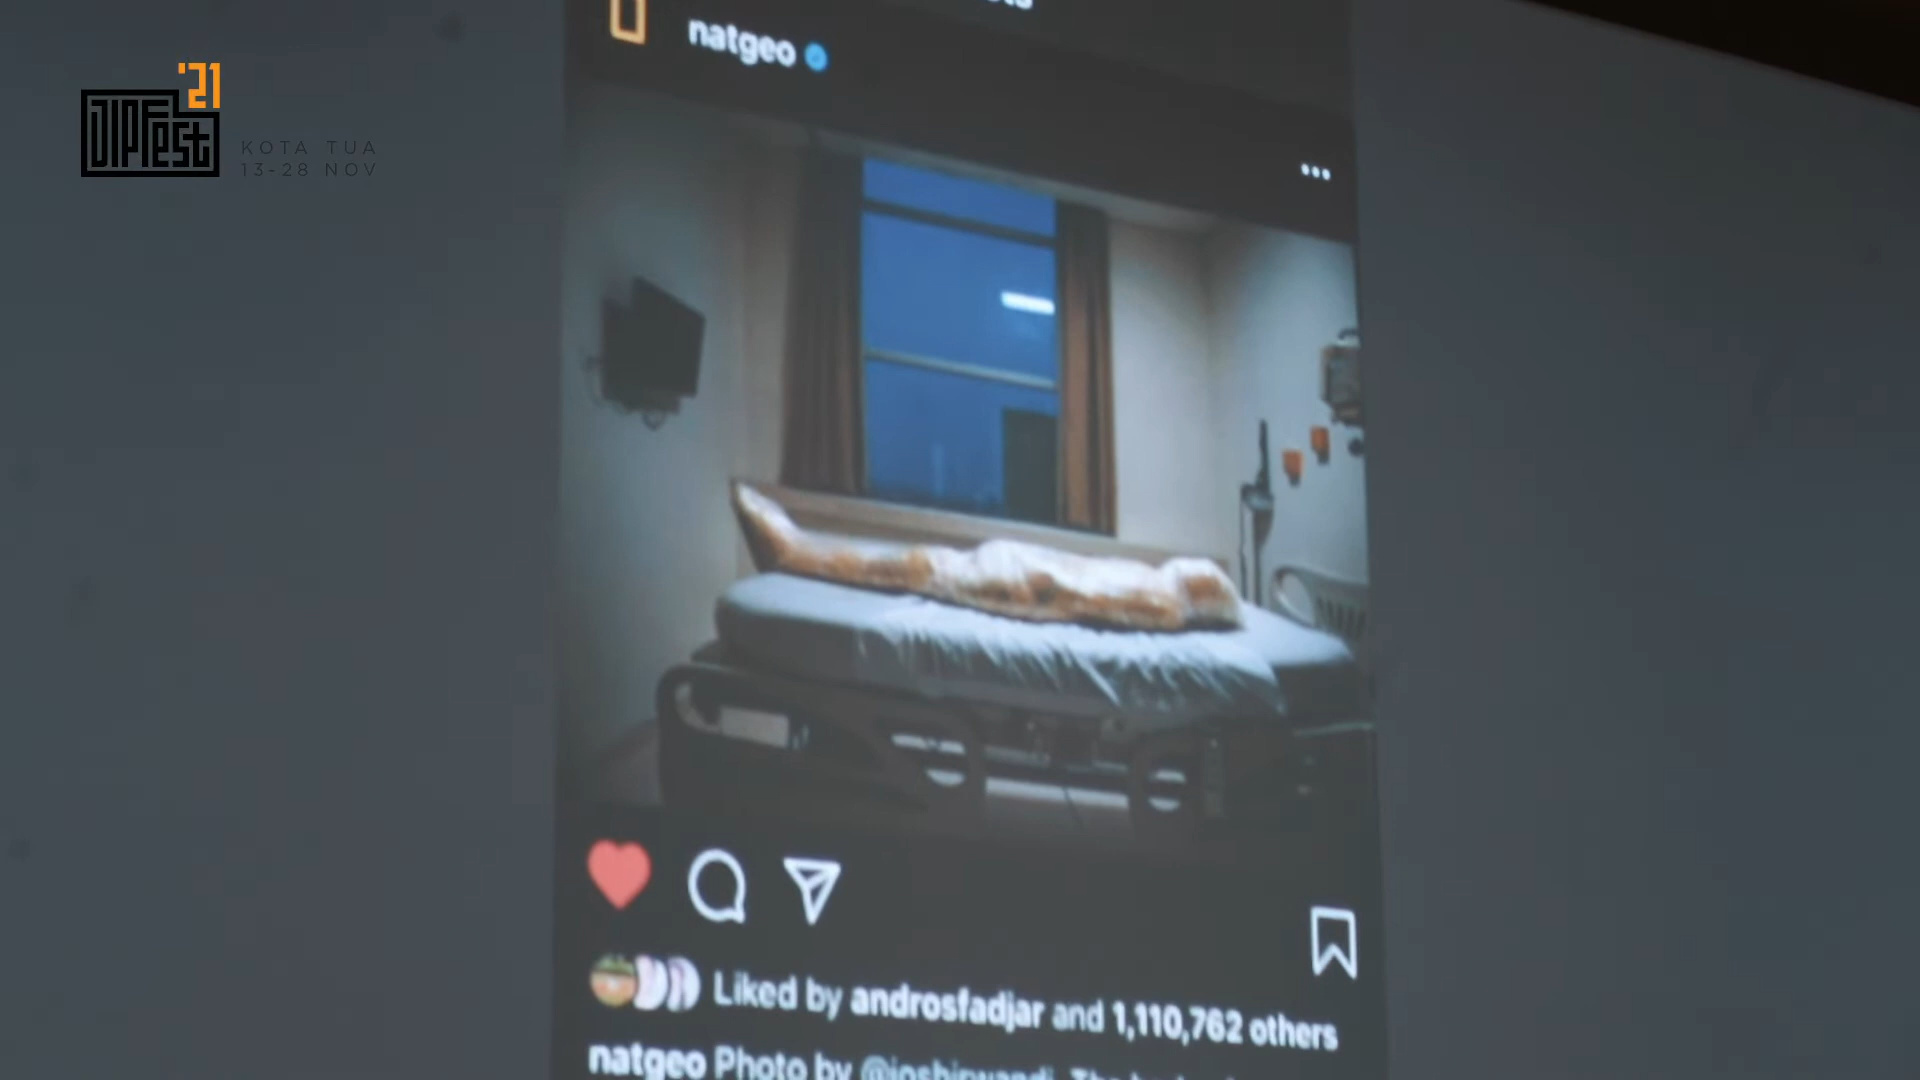 natgeo
'21
JIPFest
KOTA TUA
13-28 NOV
Liked by androsfadjar and 1,110,762 others
natgeo Photo by @joshirwandi